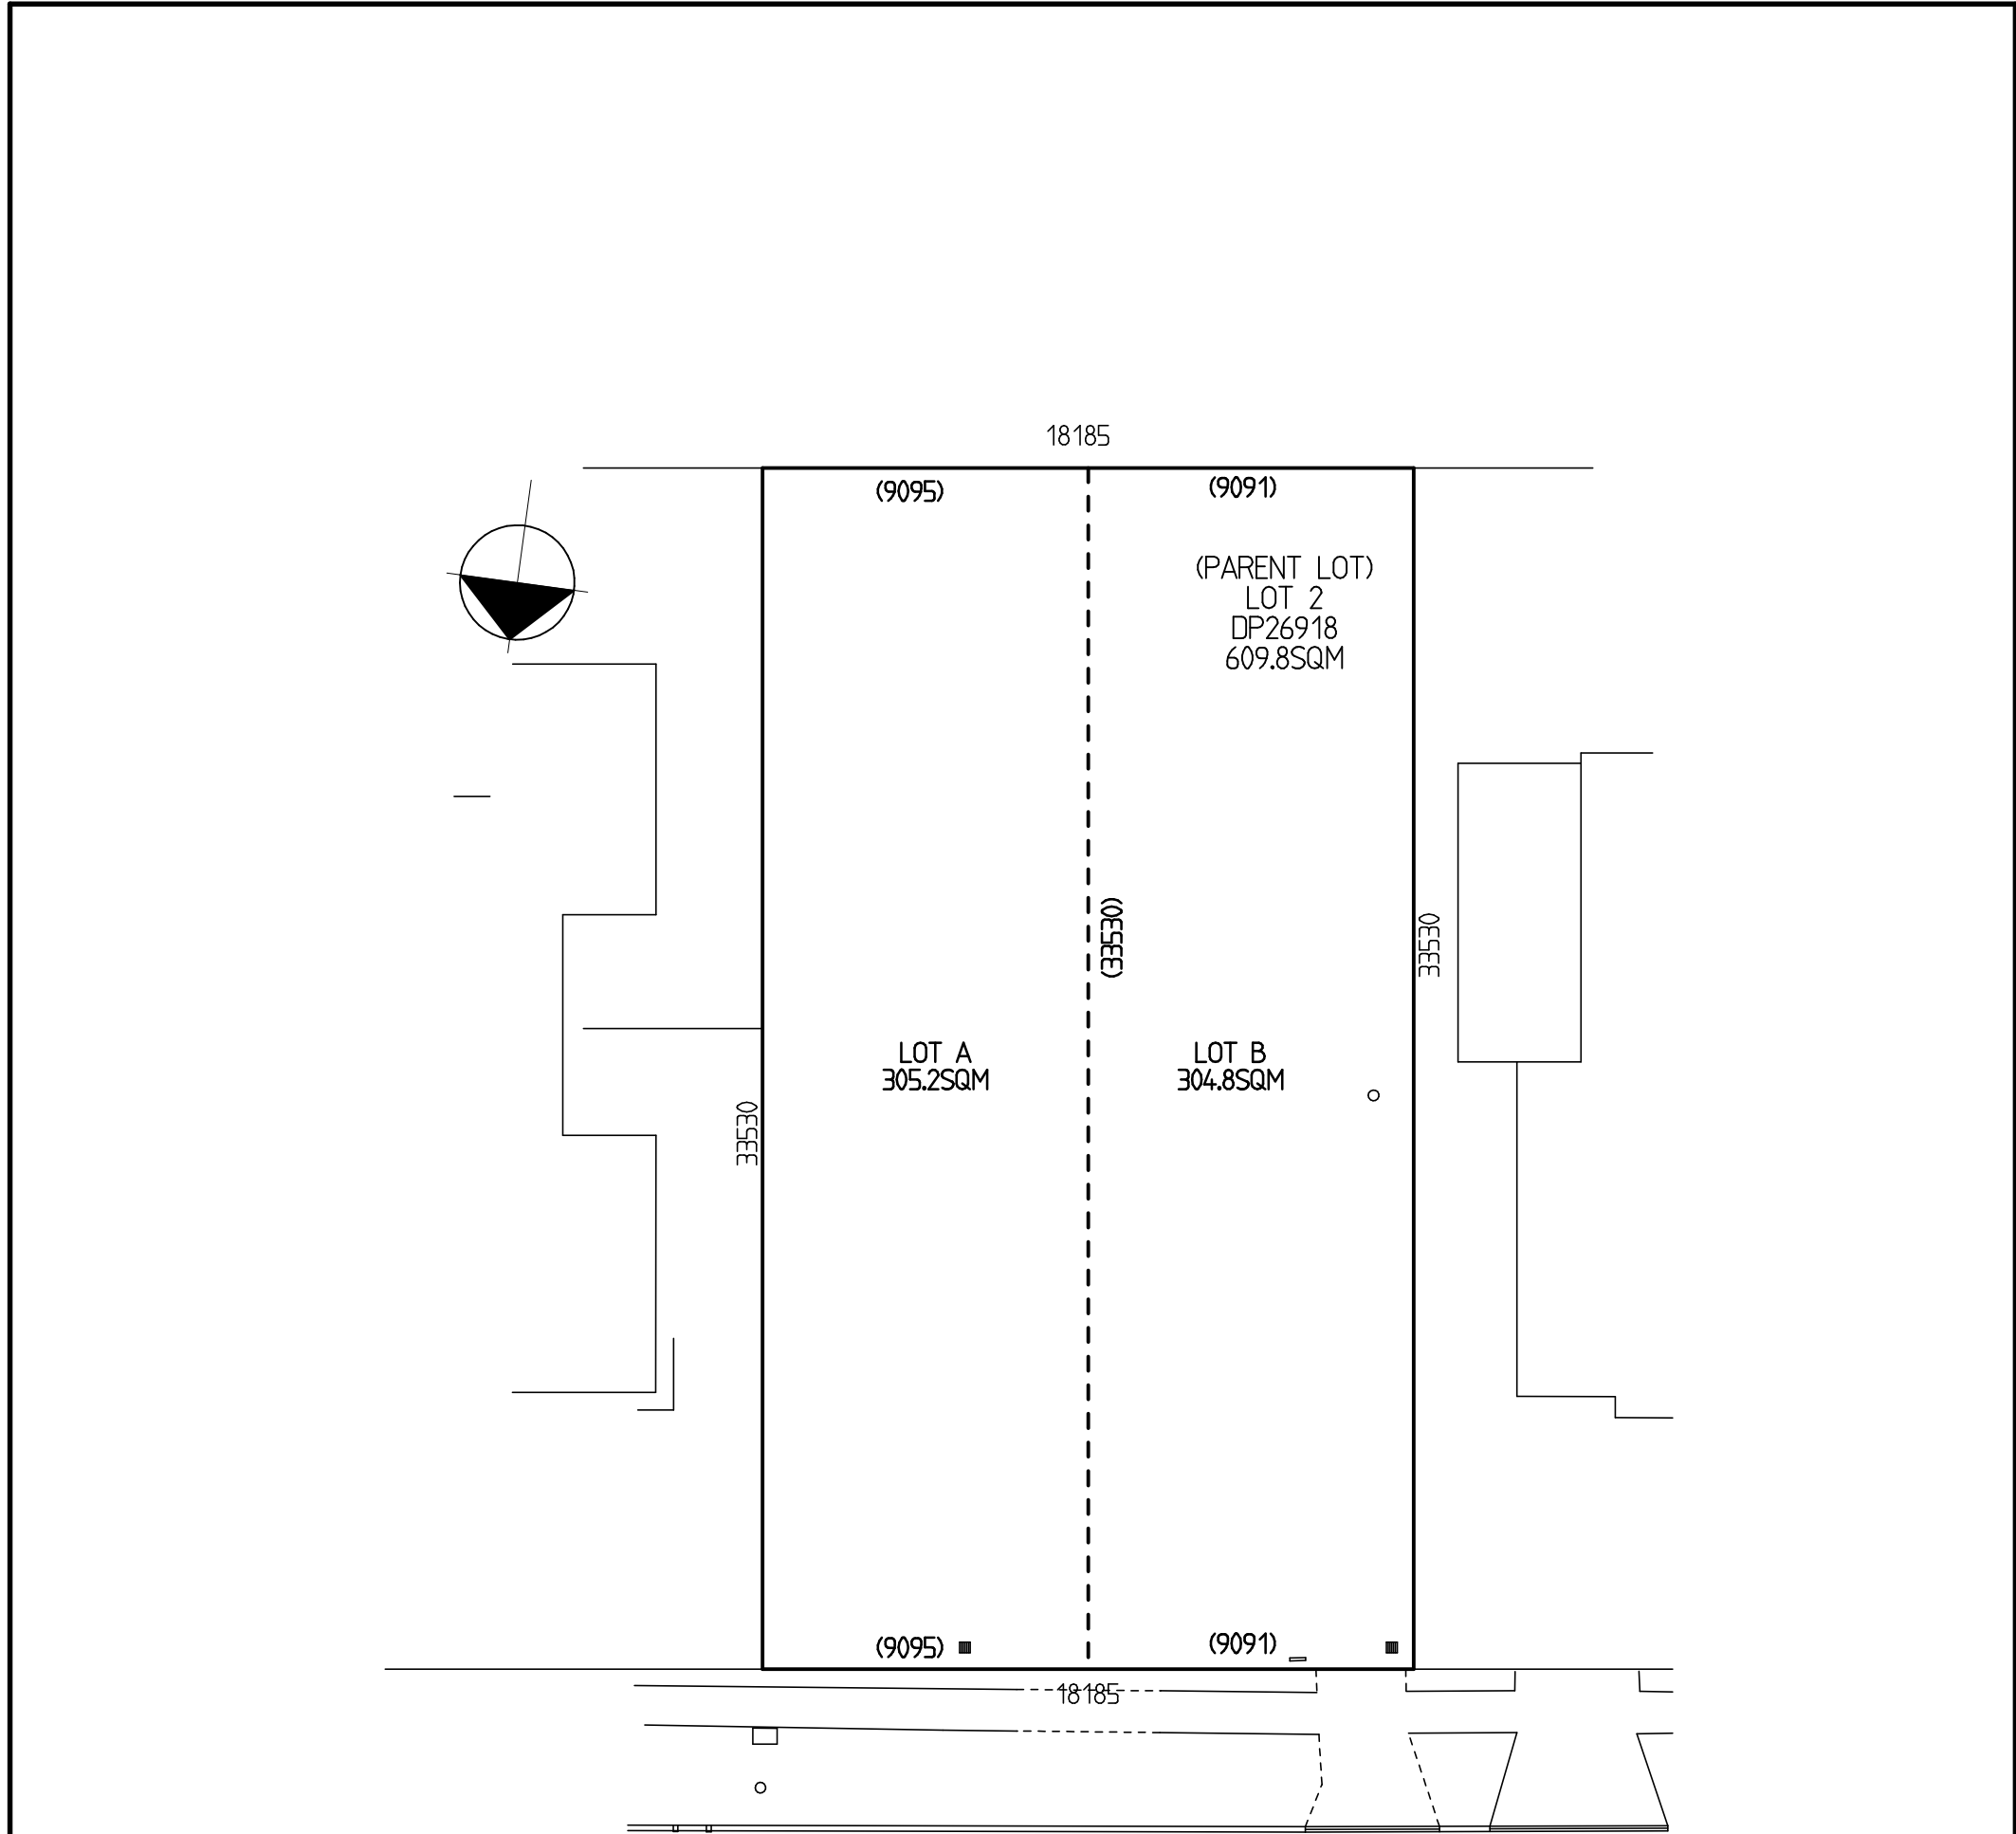 18185
(9095)
(9091)
(PARENT LOT)
LOT 2
DP26918
609.8SQM
(33530)
33530
LOT A
305.2SQM
LOT B
304.8SQM
33530
(9095)
(9091)
18185